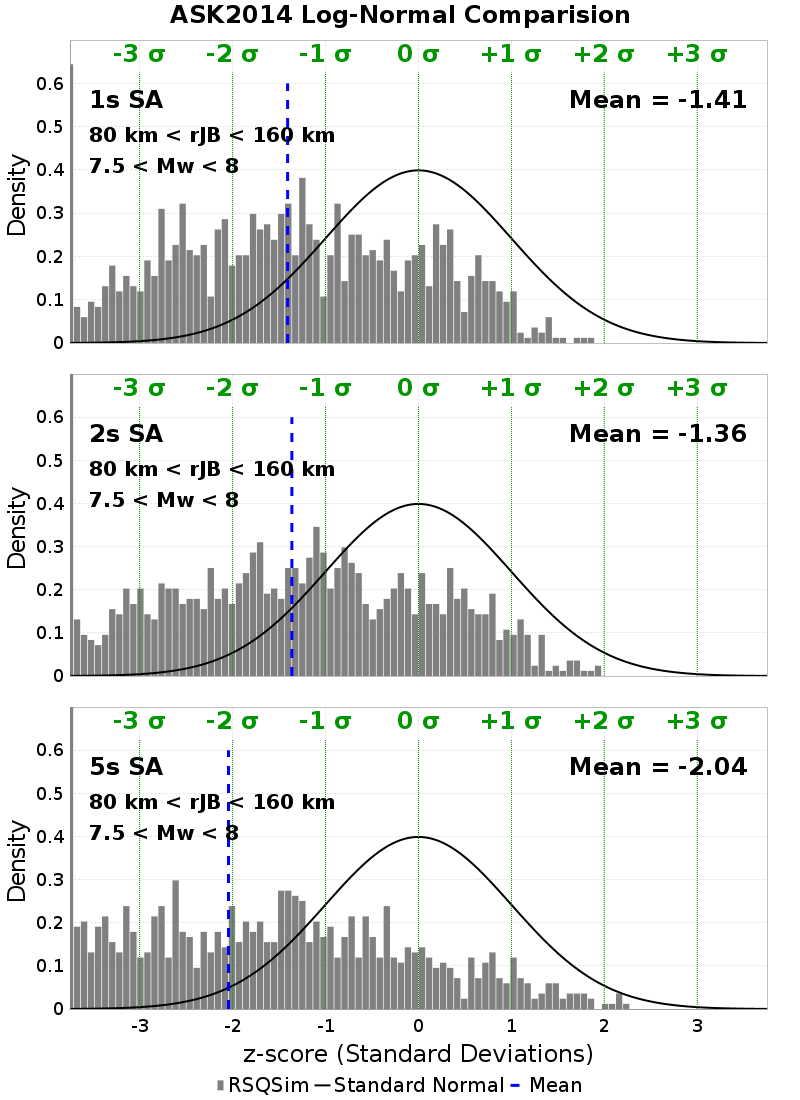 ASK2014 Log-Normal Comparision
-3 σ -2 σ -1 σ 0 σ +1 σ +2 σ +3 σ
0.6
1s SA Mean = -1.41
0.5
80 km < rJB < 160 km
7.5 < Mw < 8
0.4
0.3
0.2
0.1
0
Density
-3 σ -2 σ -1 σ 0 σ +1 σ +2 σ +3 σ
0.6
2s SA Mean = -1.36
0.5
80 km < rJB < 160 km
7.5 < Mw < 8
0.4
0.3
0.2
0.1
0
Density
-3 σ -2 σ -1 σ 0 σ +1 σ +2 σ +3 σ
0.6
5s SA Mean = -2.04
0.5
80 km < rJB < 160 km
7.5 < Mw < 8
0.4
0.3
0.2
0.1
0
Density
-3 -2 -1 0 1 2 3
z-score (Standard Deviations)
RSQSim Standard Normal Mean